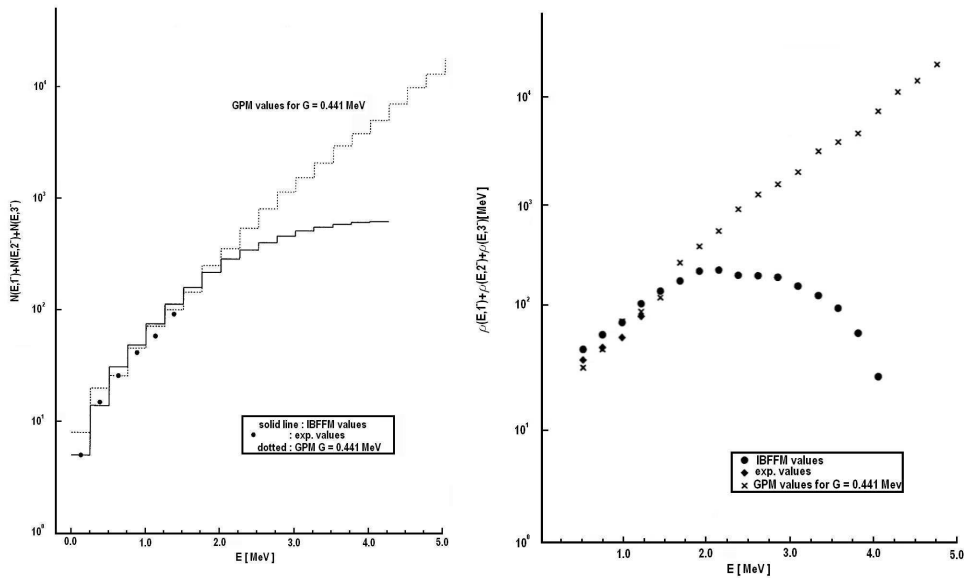 N(E,1⁻)+N(E,2⁻)+N(E,3⁻)
10⁴
10³
10²
10¹
10⁰
GPM values for G = 0.441 MeV
solid line : IBFFM values
● : exp. values
dotted : GPM G = 0.441 MeV
0.0 1.0 2.0 3.0 4.0 5.0
E [MeV]
ρ(E,1⁻)+ρ(E,2⁻)+ρ(E,3⁻)[MeV]
10⁴
10³
10²
10¹
10⁰
● IBFFM values
◆ exp. values
× GPM values for G = 0.441 Mev
1.0 2.0 3.0 4.0 5.0
E [MeV]